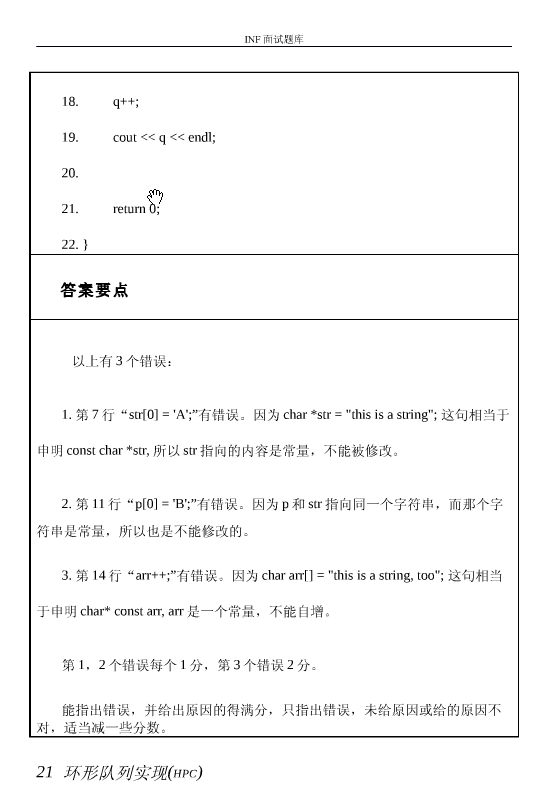 INF 面试题库
18. q++;
19. cout << q << endl;
20.
21. return 0;
22. }
答案要点
以上有 3 个错误：
1. 第 7 行“str[0] = 'A';”有错误。因为 char *str = "this is a string"; 这句相当于
申明 const char *str, 所以 str 指向的内容是常量，不能被修改。
2. 第 11 行“p[0] = 'B';”有错误。因为 p 和 str 指向同一个字符串，而那个字
符串是常量，所以也是不能修改的。
3. 第 14 行“arr++;”有错误。因为 char arr[] = "this is a string, too"; 这句相当
于申明 char* const arr, arr 是一个常量，不能自增。
第 1，2 个错误每个 1 分，第 3 个错误 2 分。
能指出错误，并给出原因的得满分，只指出错误，未给原因或给的原因不
对，适当减一些分数。
21 环形队列实现(HPC)